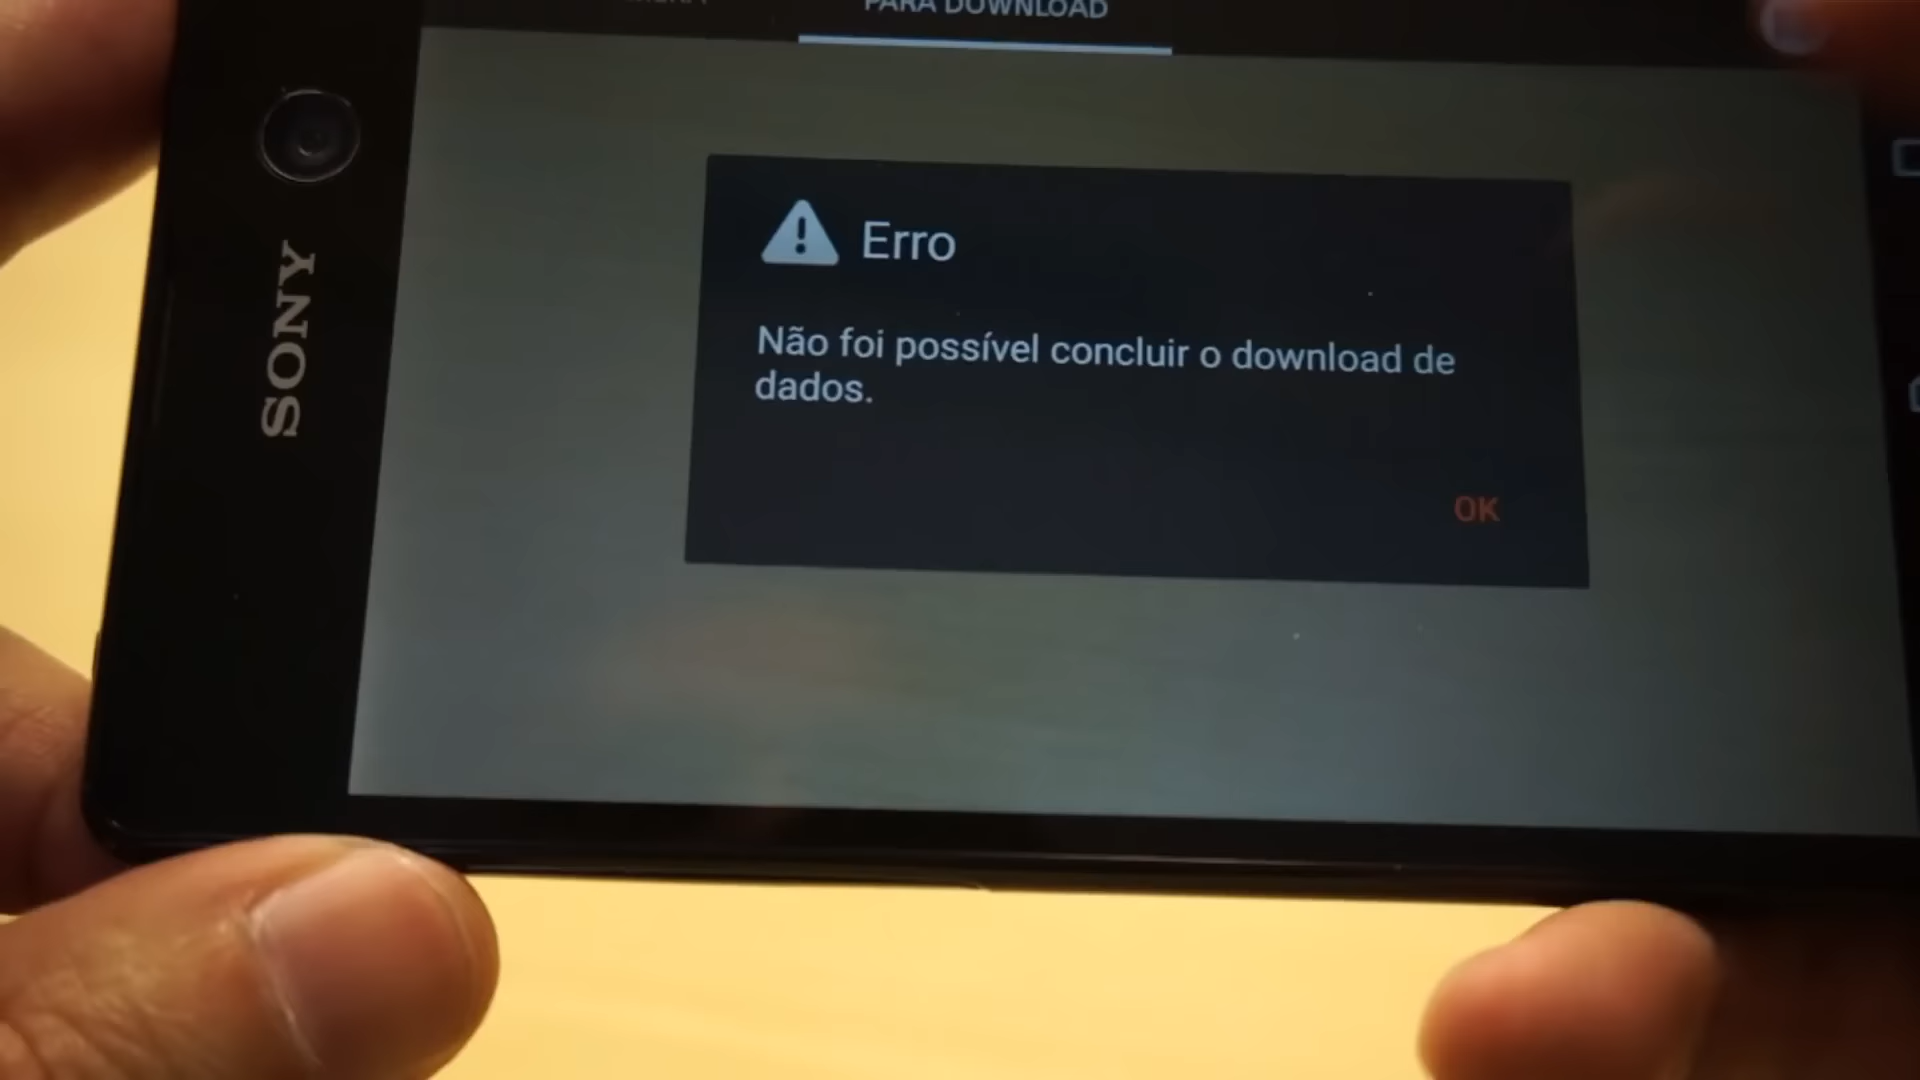 PARA DOWNLOAD
SONY
Erro
Não foi possível concluir o download de
dados.
OK